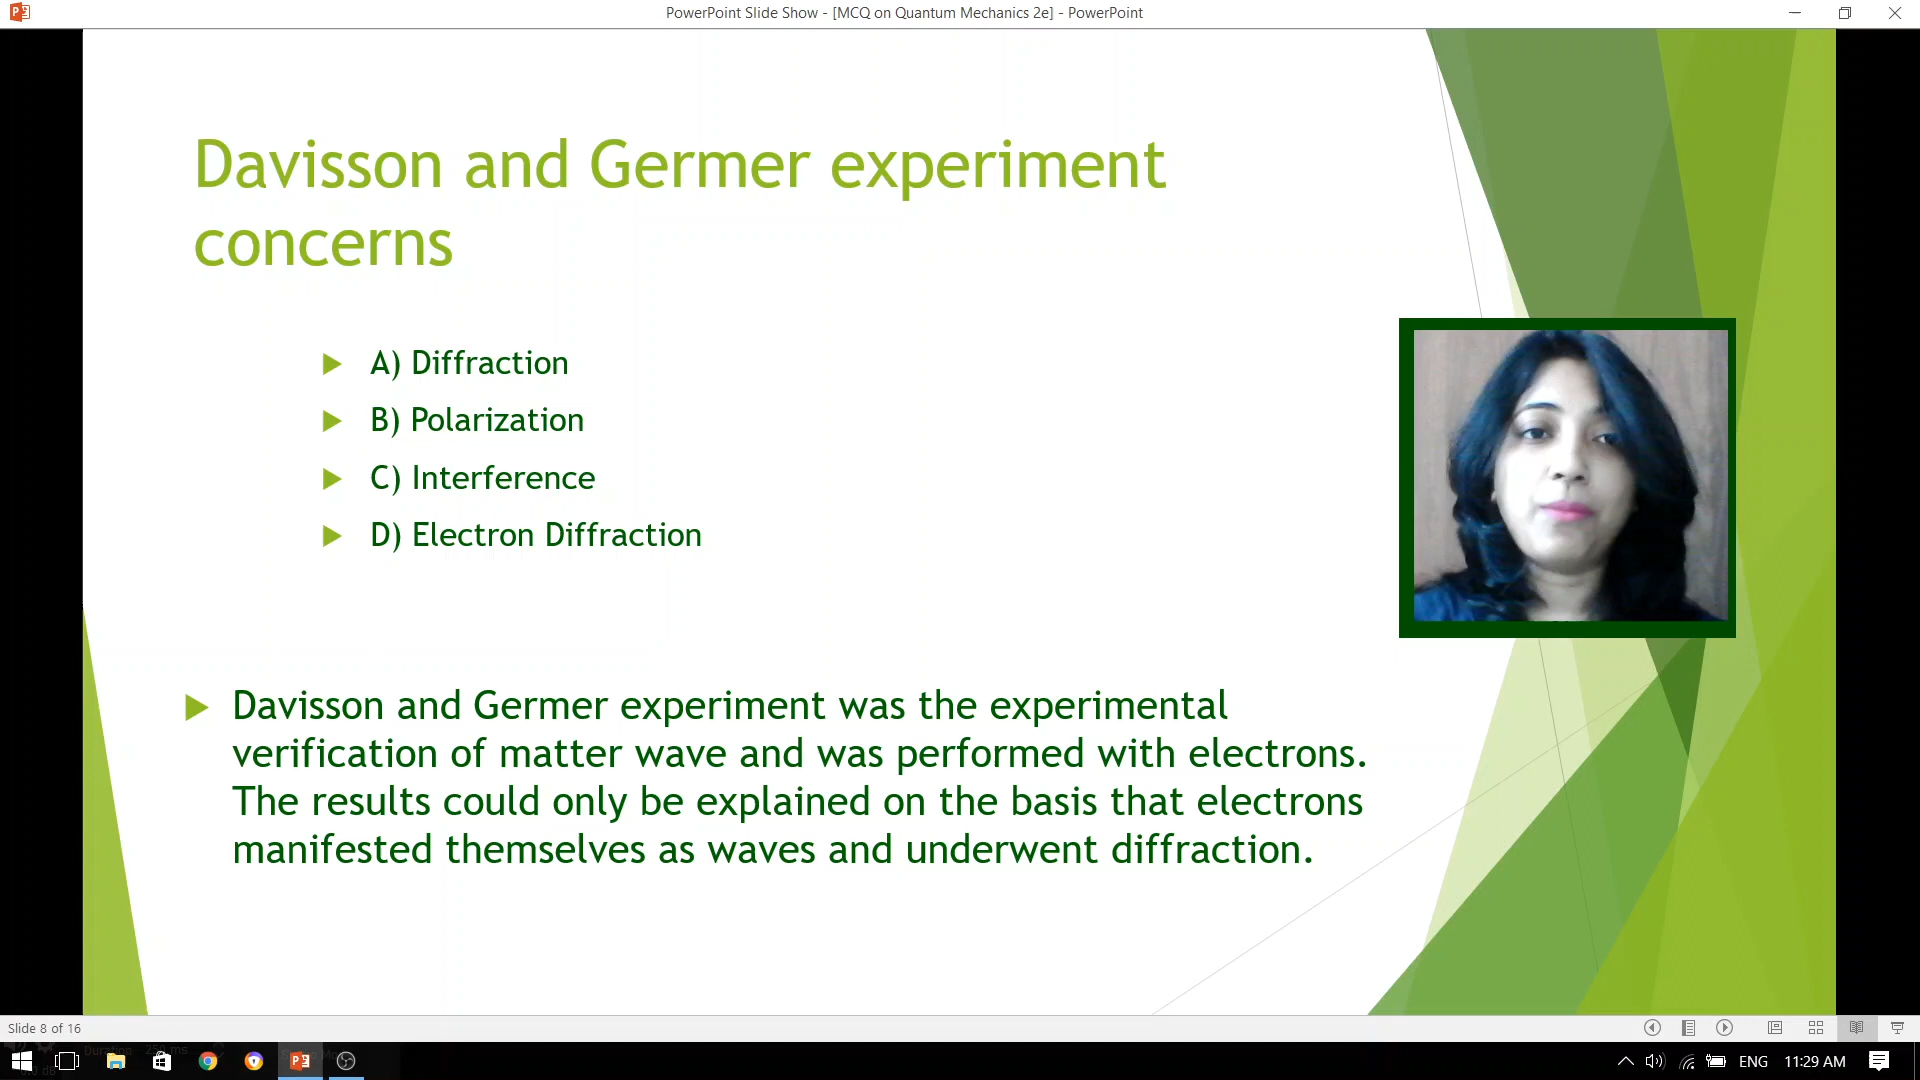 PowerPoint Slide Show - [MCQ on Quantum Mechanics 2e] - PowerPoint
Davisson and Germer experiment
concerns
A) Diffraction
B) Polarization
C) Interference
D) Electron Diffraction
Davisson and Germer experiment was the experimental
verification of matter wave and was performed with electrons.
The results could only be explained on the basis that electrons
manifested themselves as waves and underwent diffraction.
Slide 8 of 16
Duration 250 ms
ENG
11:29 AM